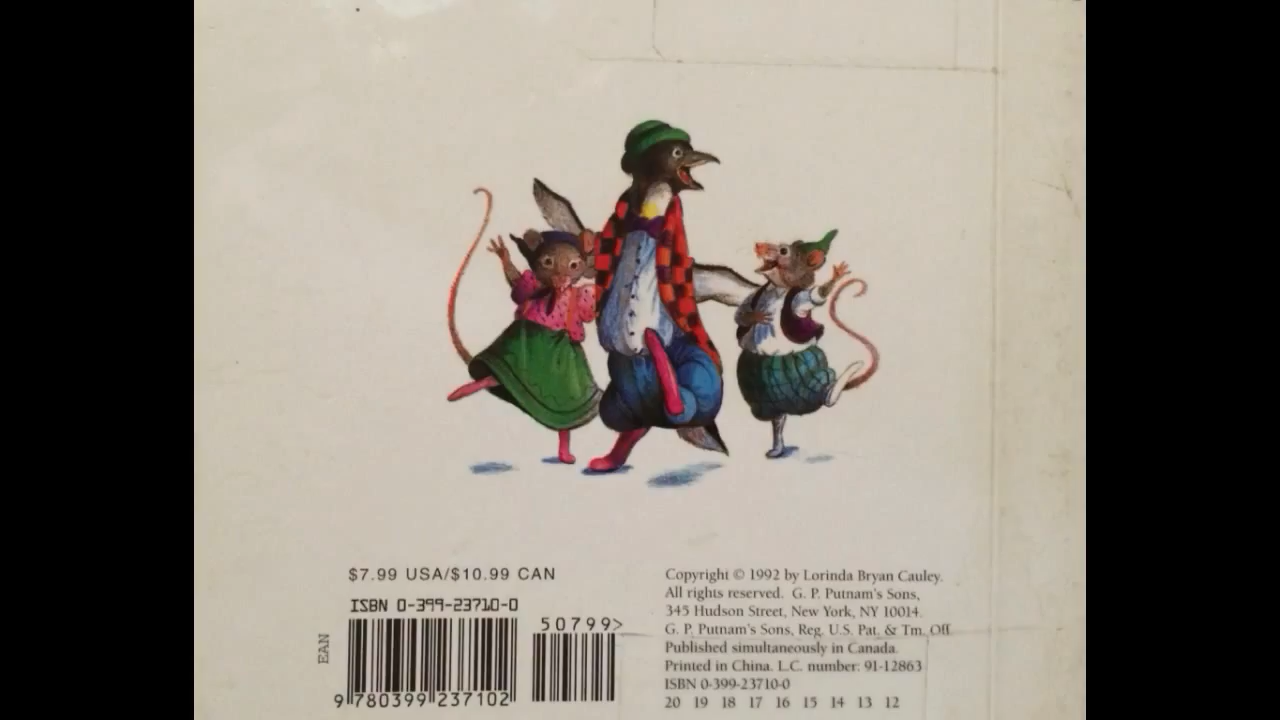 $7.99 USA/$10.99 CAN
ISBN 0-399-23710-0
50799>
EAN
9 780399 237102
Copyright © 1992 by Lorinda Bryan Cauley.
All rights reserved. G. P. Putnam's Sons,
345 Hudson Street, New York, NY 10014.
G. P. Putnam's Sons, Reg. U.S. Pat. & Tm. Off.
Published simultaneously in Canada.
Printed in China. L.C. number: 91-12863
ISBN 0-399-23710-0
20 19 18 17 16 15 14 13 12